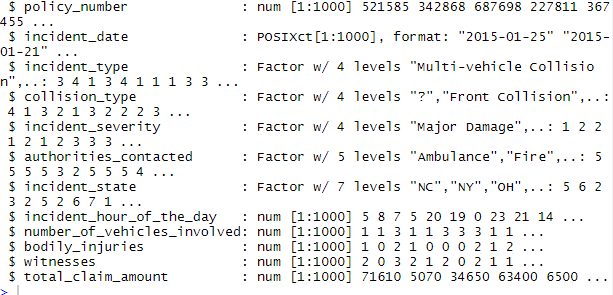 $ policy_number : num [1:1000] 521585 342868 687698 227811 367
455 ...
$ incident_date : POSIXct[1:1000], format: "2015-01-25" "2015-
01-21" ...
$ incident_type : Factor w/ 4 levels "Multi-vehicle Collisio
n",..: 3 4 1 3 4 1 1 1 3 3 ...
$ collision_type : Factor w/ 4 levels "?","Front Collision",..:
4 1 3 2 1 3 2 2 2 3 ...
$ incident_severity : Factor w/ 4 levels "Major Damage",..: 1 2 2
1 2 1 2 3 3 3 ...
$ authorities_contacted : Factor w/ 5 levels "Ambulance","Fire",..: 5
5 5 5 3 2 5 5 5 4 ...
$ incident_state : Factor w/ 7 levels "NC","NY","OH",..: 5 6 2
3 2 5 2 6 7 1 ...
$ incident_hour_of_the_day : num [1:1000] 5 8 7 5 20 19 0 23 21 14 ...
$ number_of_vehicles_involved: num [1:1000] 1 1 3 1 1 3 3 3 1 1 ...
$ bodily_injuries : num [1:1000] 1 0 2 1 0 0 0 2 1 2 ...
$ witnesses : num [1:1000] 2 0 3 2 1 2 0 2 1 1 ...
$ total_claim_amount : num [1:1000] 71610 5070 34650 63400 6500 ...
>